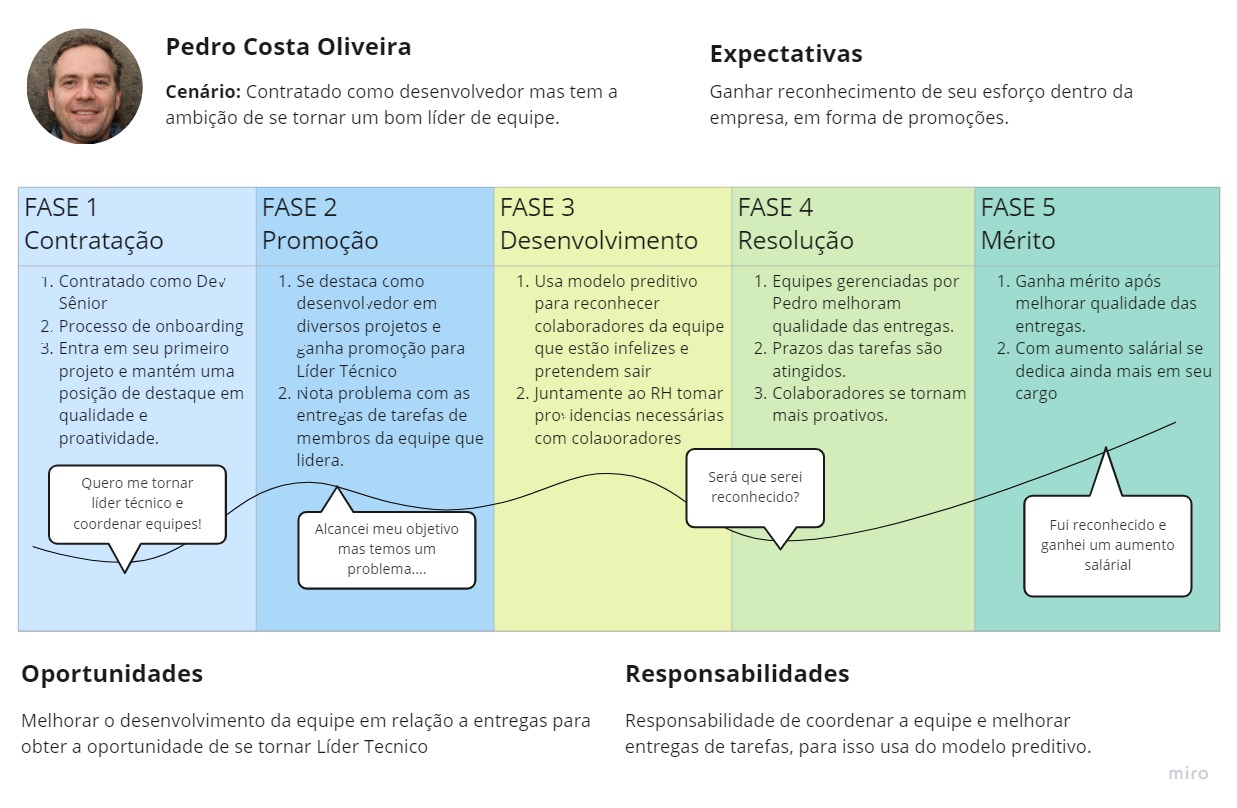 Pedro Costa Oliveira
Cenário: Contratado como desenvolvedor mas tem a
ambição de se tornar um bom líder de equipe.
Expectativas
Ganhar reconhecimento de seu esforço dentro da
empresa, em forma de promoções.
FASE 1
Contratação
1. Contratado como Dev
Sênior
2. Processo de onboarding
3. Entra em seu primeiro
projeto e mantém uma
posição de destaque em
qualidade e
proatividade.
Quero me tornar
líder técnico e
coordenar equipes!
FASE 2
Promoção
1. Se destaca como
desenvolvedor em
diversos projetos e
ganha promoção para
Líder Técnico
2. Nota problema com as
entregas de tarefas de
membros da equipe que
lidera.
Alcancei meu objetivo
mas temos um
problema....
FASE 3
Desenvolvimento
1. Usa modelo preditivo
para reconhecer
colaboradores da equipe
que estão infelizes e
pretendem sair
2. Juntamente ao RH tomar
providencias necessárias
com colaboradores
FASE 4
Resolução
1. Equipes gerenciadas por
Pedro melhoram
qualidade das entregas.
2. Prazos das tarefas são
atingidos.
3. Colaboradores se tornam
mais proativos.
Será que serei
reconhecido?
FASE 5
Mérito
1. Ganha mérito após
melhorar qualidade das
entregas.
2. Com aumento salárial se
dedica ainda mais em seu
cargo
Fui reconhecido e
ganhei um aumento
salárial
Oportunidades
Melhorar o desenvolvimento da equipe em relação a entregas para
obter a oportunidade de se tornar Líder Tecnico
Responsabilidades
Responsabilidade de coordenar a equipe e melhorar
entregas de tarefas, para isso usa do modelo preditivo.
miro